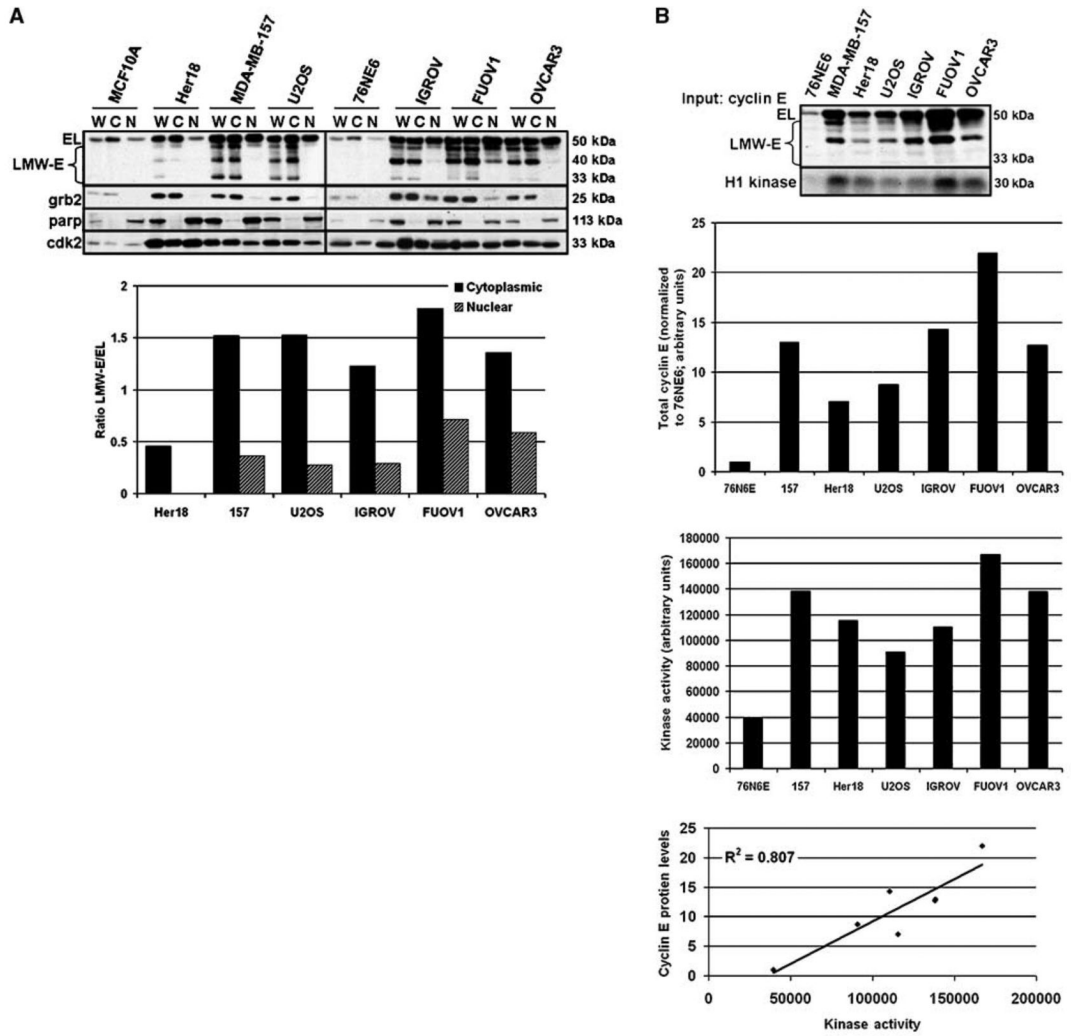 A
MCF10A
Her18
MDA-MB-157
U2OS
76NE6
IGROV
FUOV1
OVCAR3
W C N W C N W C N W C N W C N W C N W C N W C N
EL
50 kDa
LMW-E
40 kDa
33 kDa
grb2
25 kDa
parp
113 kDa
cdk2
33 kDa
2
1.5
1
0.5
0
Ratio LMW-E/EL
Cytoplasmic
Nuclear
Her18 157 U2OS IGROV FUOV1 OVCAR3
B
76NE6
MDA-MB-157
Her18
U2OS
IGROV
FUOV1
OVCAR3
Input: cyclin E
EL
50 kDa
LMW-E
33 kDa
H1 kinase
30 kDa
Total cyclin E (normalized
to 76NE6; arbitrary units)
25
20
15
10
5
0
76N6E 157 Her18 U2OS IGROV FUOV1 OVCAR3
Kinase activity (arbitrary units)
180000
160000
140000
120000
100000
80000
60000
40000
20000
0
76N6E 157 Her18 U2OS IGROV FUOV1 OVCAR3
Cyclin E protien levels
25
20
15
10
5
0
R² = 0.807
0 50000 100000 150000 200000
Kinase activity